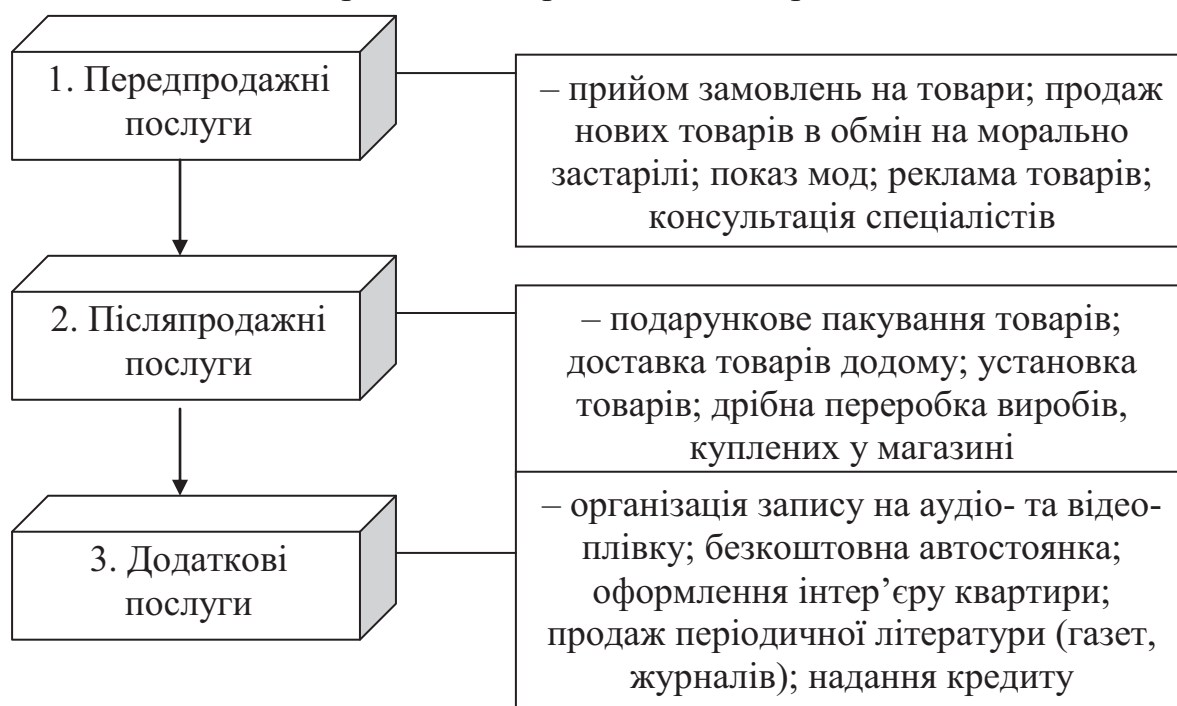 1. Передпродажні
послуги
– прийом замовлень на товари; продаж
нових товарів в обмін на морально
застарілі; показ мод; реклама товарів;
консультація спеціалістів
2. Післяпродажні
послуги
– подарункове пакування товарів;
доставка товарів додому; установка
товарів; дрібна переробка виробів,
куплених у магазині
3. Додаткові
послуги
– організація запису на аудіо- та відео-
плівку; безкоштовна автостоянка;
оформлення інтер’єру квартири;
продаж періодичної літератури (газет,
журналів); надання кредиту